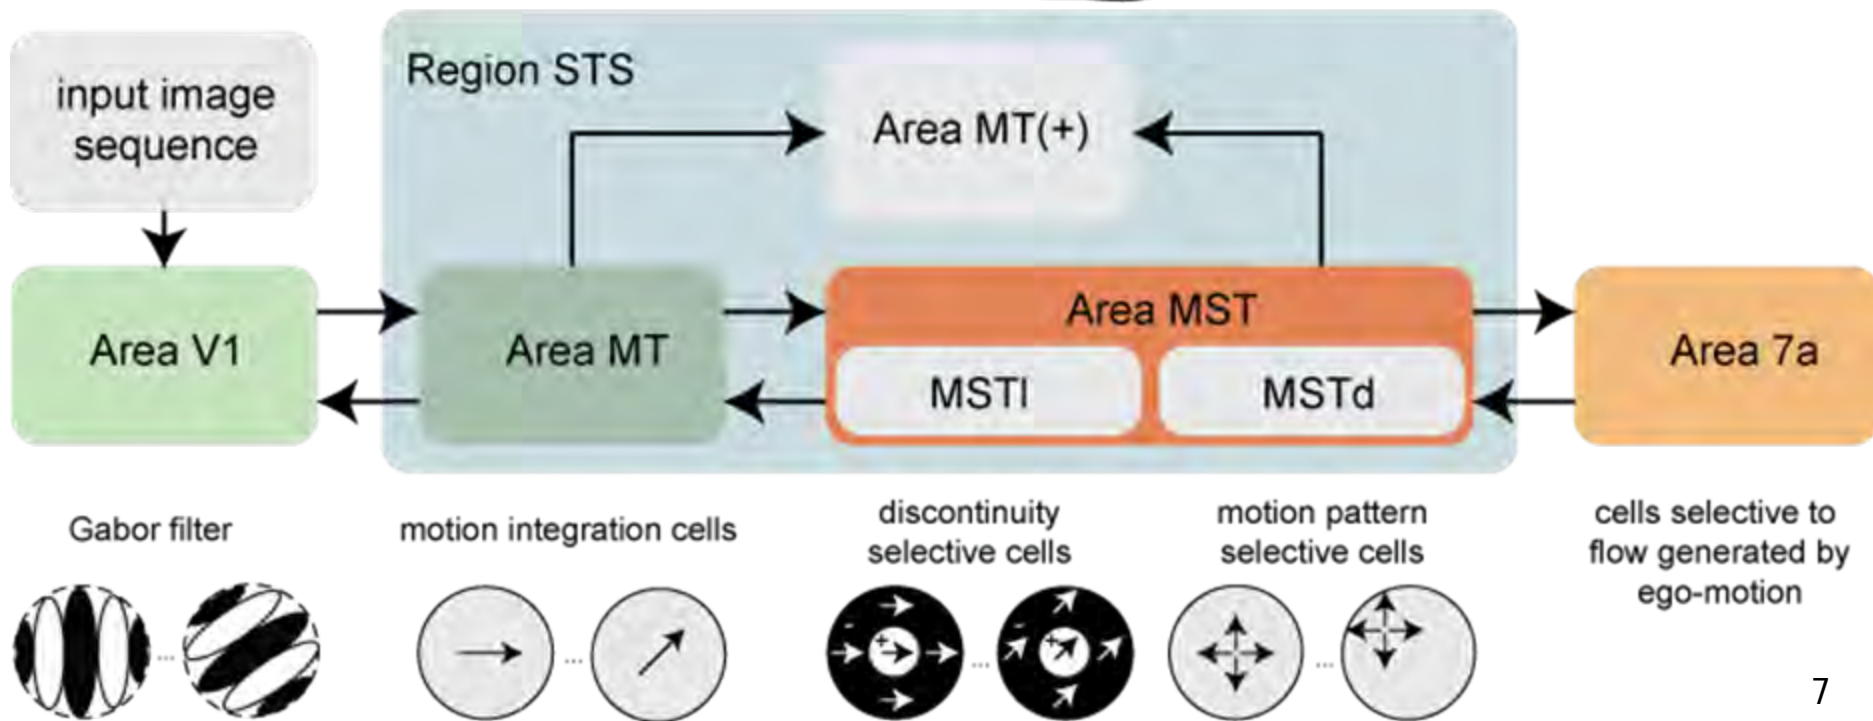 input image
sequence
Region STS
Area MT(+)
Area V1
Area MT
Area MST
MSTl
MSTd
Area 7a
Gabor filter
motion integration cells
discontinuity
selective cells
motion pattern
selective cells
cells selective to
flow generated by
ego-motion
...
...
- + ... - +
...
7